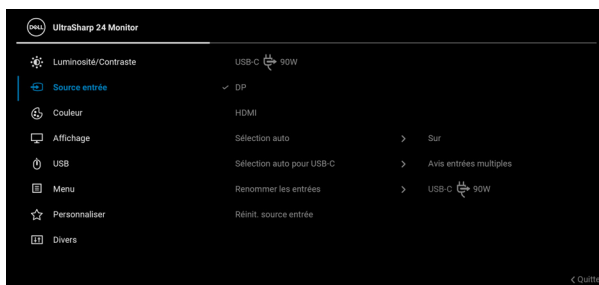 DELL UltraSharp 24 Monitor
Luminosité/Contraste USB-C 90W
Source entrée DP
Couleur HDMI
Affichage Sélection auto Sur
USB Sélection auto pour USB-C Avis entrées multiples
Menu Renommer les entrées USB-C 90W
Personnaliser Réinit. source entrée
Divers
Quitte